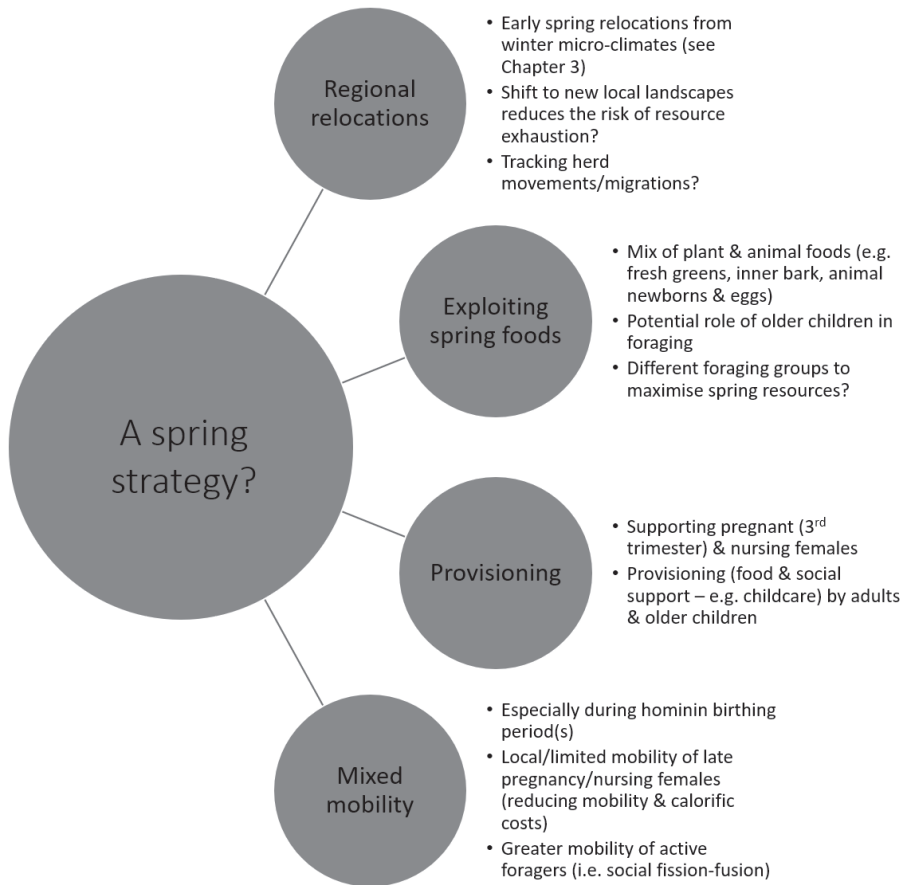 A spring
strategy?
Regional
relocations
• Early spring relocations from
winter micro-climates (see
Chapter 3)
• Shift to new local landscapes
reduces the risk of resource
exhaustion?
• Tracking herd
movements/migrations?
Exploiting
spring foods
• Mix of plant & animal foods (e.g.
fresh greens, inner bark, animal
newborns & eggs)
• Potential role of older children in
foraging
• Different foraging groups to
maximise spring resources?
Provisioning
• Supporting pregnant (3rd
trimester) & nursing females
• Provisioning (food & social
support – e.g. childcare) by adults
& older children
Mixed
mobility
• Especially during hominin birthing
period(s)
• Local/limited mobility of late
pregnancy/nursing females
(reducing mobility & calorific
costs)
• Greater mobility of active
foragers (i.e. social fission-fusion)